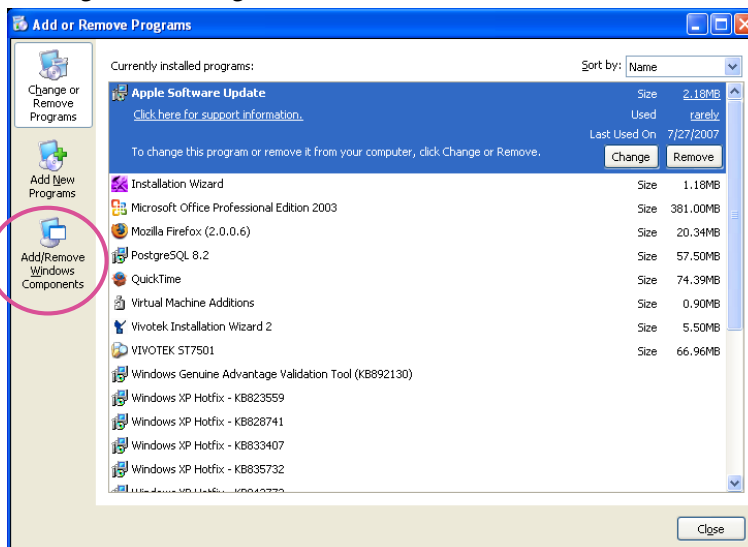 Add or Remove Programs
Currently installed programs:
Sort by: Name
Change or
Remove
Programs
Add New
Programs
Add/Remove
Windows
Components
Apple Software Update Size 2.18MB
Click here for support information. Used rarely
Last Used On 7/27/2007
To change this program or remove it from your computer, click Change or Remove. Change Remove
Installation Wizard Size 1.18MB
Microsoft Office Professional Edition 2003 Size 381.00MB
Mozilla Firefox (2.0.0.6) Size 20.34MB
PostgreSQL 8.2 Size 57.50MB
QuickTime Size 74.39MB
Virtual Machine Additions Size 0.90MB
Vivotek Installation Wizard 2 Size 5.50MB
VIVOTEK ST7501 Size 66.96MB
Windows Genuine Advantage Validation Tool (KB892130)
Windows XP Hotfix - KB823559
Windows XP Hotfix - KB828741
Windows XP Hotfix - KB833407
Windows XP Hotfix - KB835732
Close